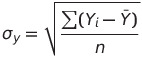 σ_y = √(∑(Y_i − Ȳ) / n)